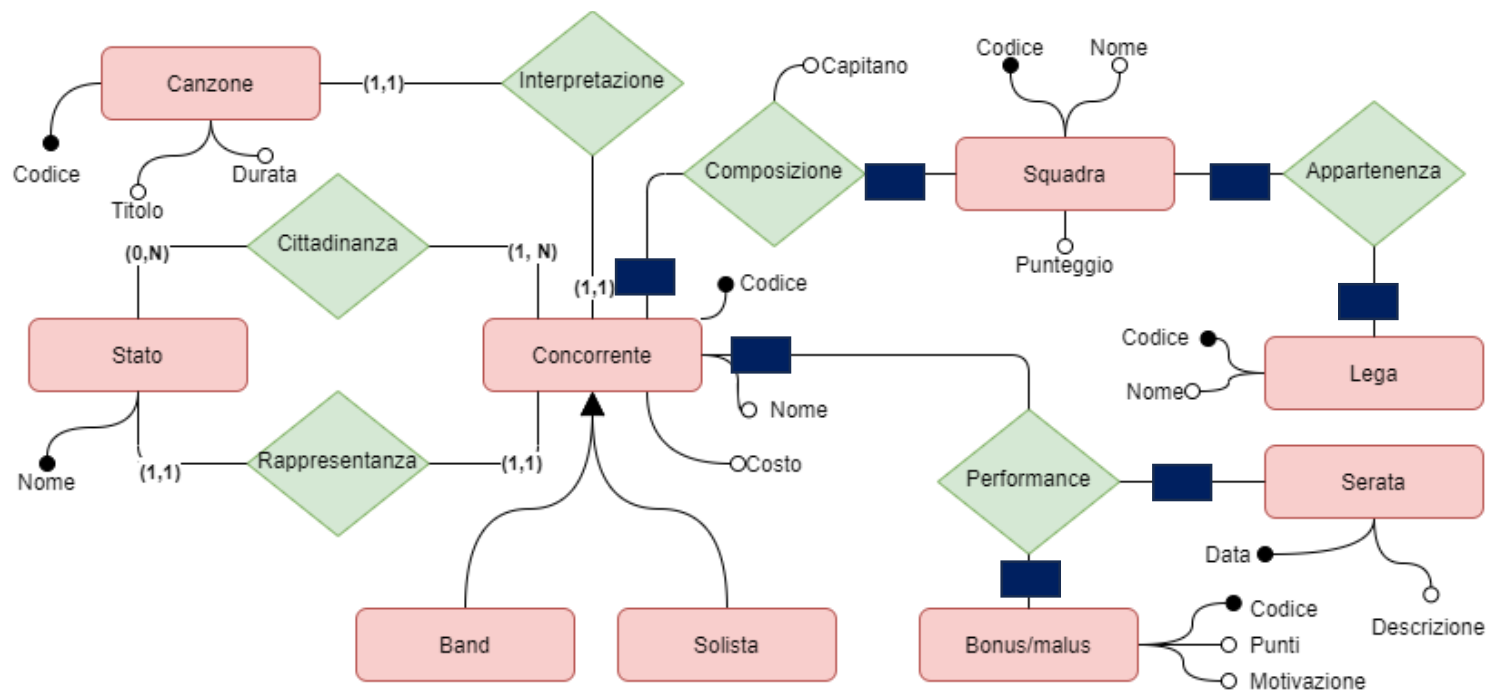 Codice
Nome
Interpretazione
Capitano
Canzone
(1,1)
Codice
Titolo
Durata
Composizione
Squadra
Appartenenza
Punteggio
(0,N)
Cittadinanza
(1, N)
(1,1)
Codice
Stato
Concorrente
Codice
Nome
Lega
Nome
Nome
(1,1)
Rappresentanza
(1,1)
Costo
Performance
Serata
Data
Descrizione
Band
Solista
Bonus/malus
Codice
Punti
Motivazione